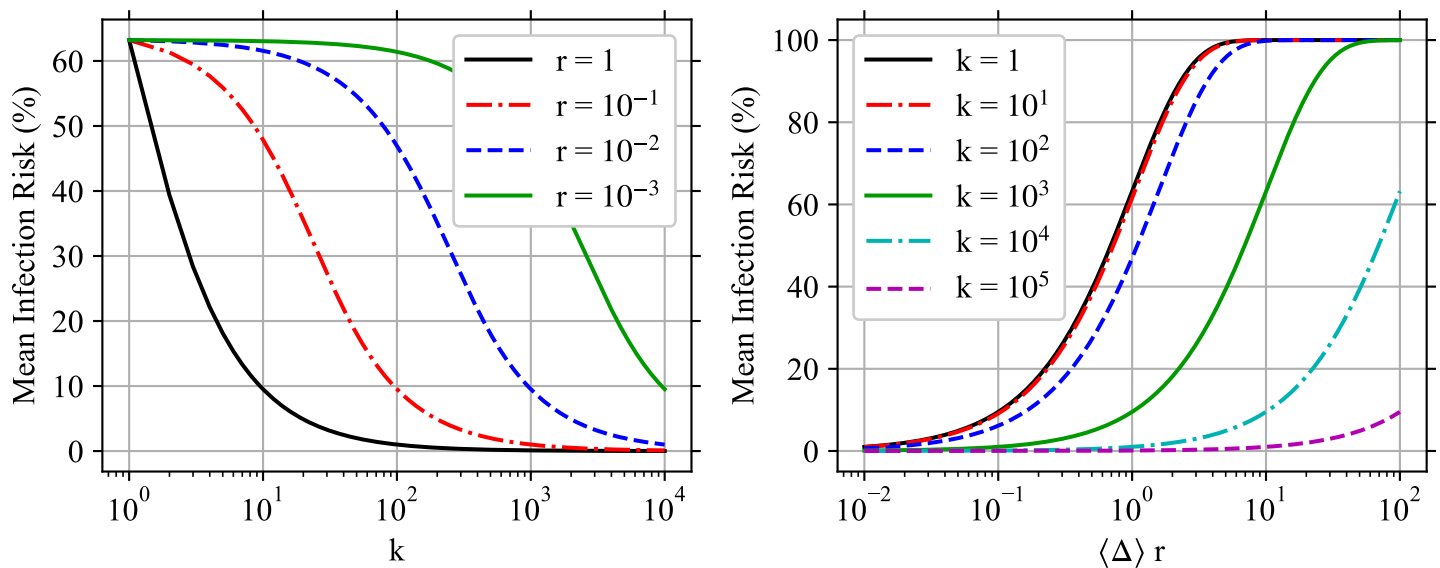 Mean Infection Risk (%)
60
50
40
30
20
10
0
10⁰
10¹
10²
10³
10⁴
k
r = 1
r = 10⁻¹
r = 10⁻²
r = 10⁻³
Mean Infection Risk (%)
100
80
60
40
20
0
10⁻²
10⁻¹
10⁰
10¹
10²
⟨Δ⟩ r
k = 1
k = 10¹
k = 10²
k = 10³
k = 10⁴
k = 10⁵